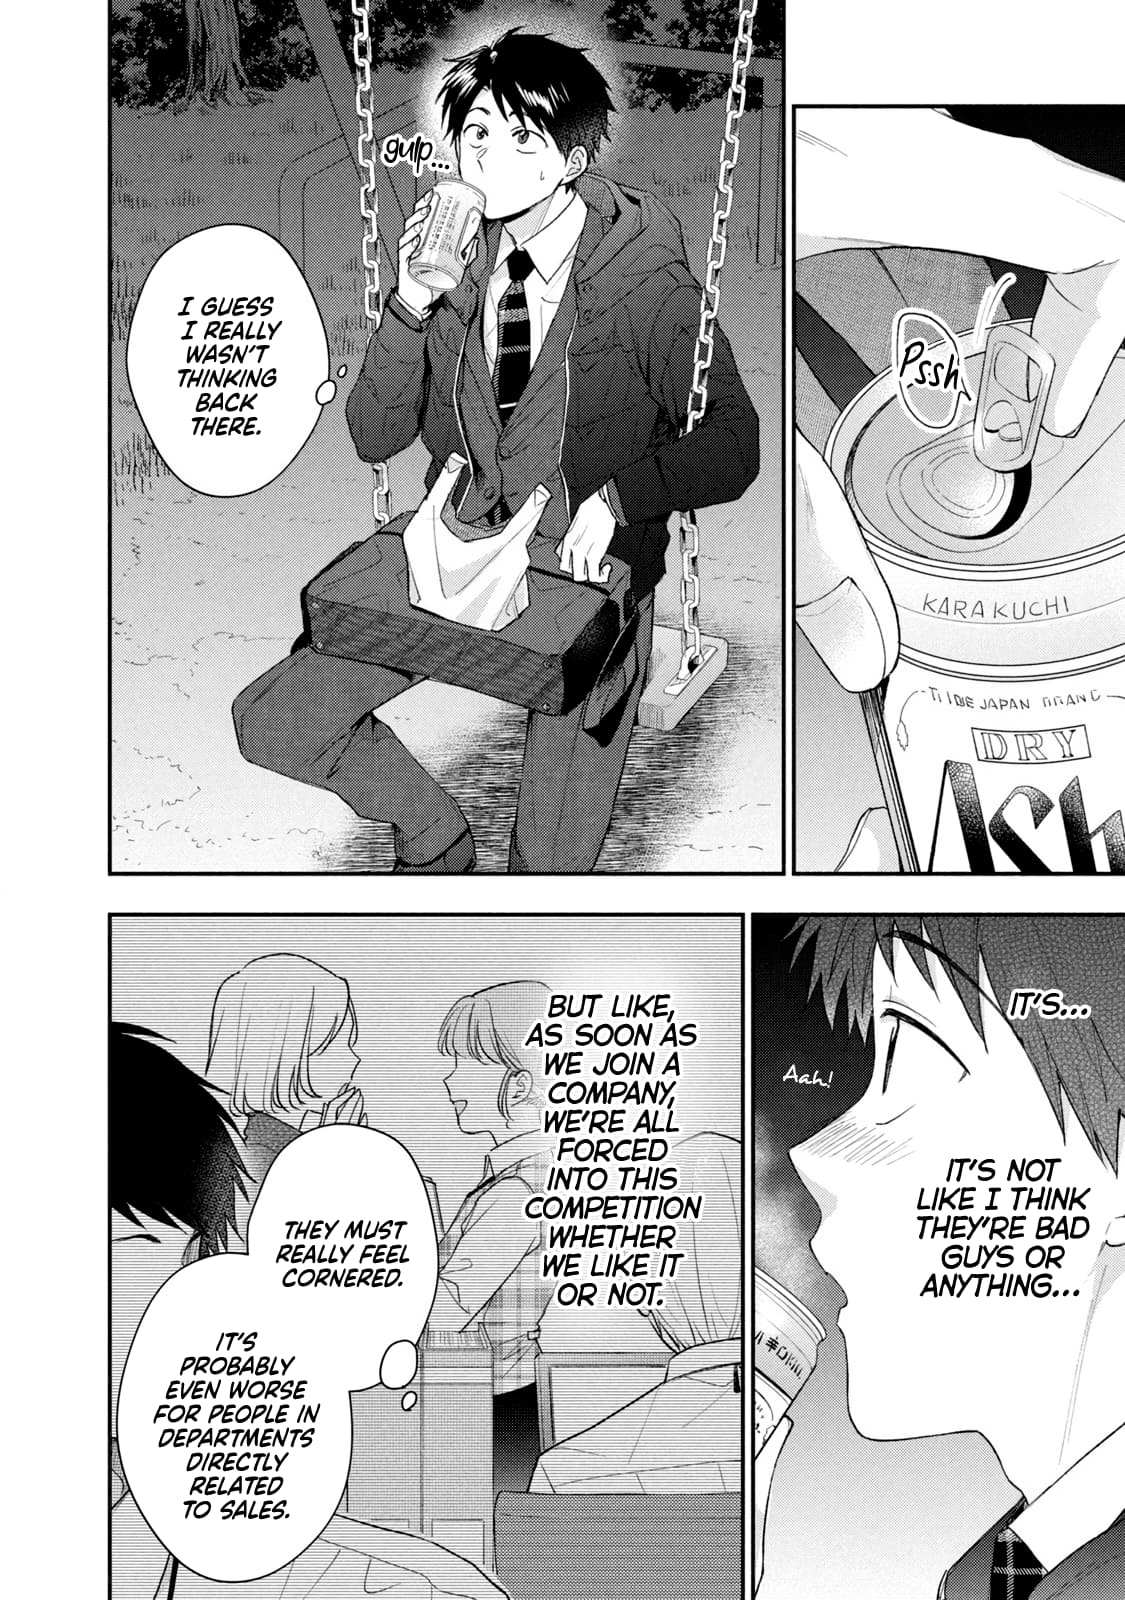 Pssh
KARAKUCHI
JAPAN
DRY
ASh
gulp...
I GUESS
I REALLY
WASN'T
THINKING
BACK
THERE.
IT'S...
Aah!
IT'S NOT
LIKE I THINK
THEY'RE BAD
GUYS OR
ANYTHING...
BUT LIKE,
AS SOON AS
WE JOIN A
COMPANY,
WE'RE ALL
FORCED
INTO THIS
COMPETITION
WHETHER
WE LIKE IT
OR NOT.
THEY MUST
REALLY FEEL
CORNERED.
IT'S
PROBABLY
EVEN WORSE
FOR PEOPLE IN
DEPARTMENTS
DIRECTLY
RELATED
TO SALES.